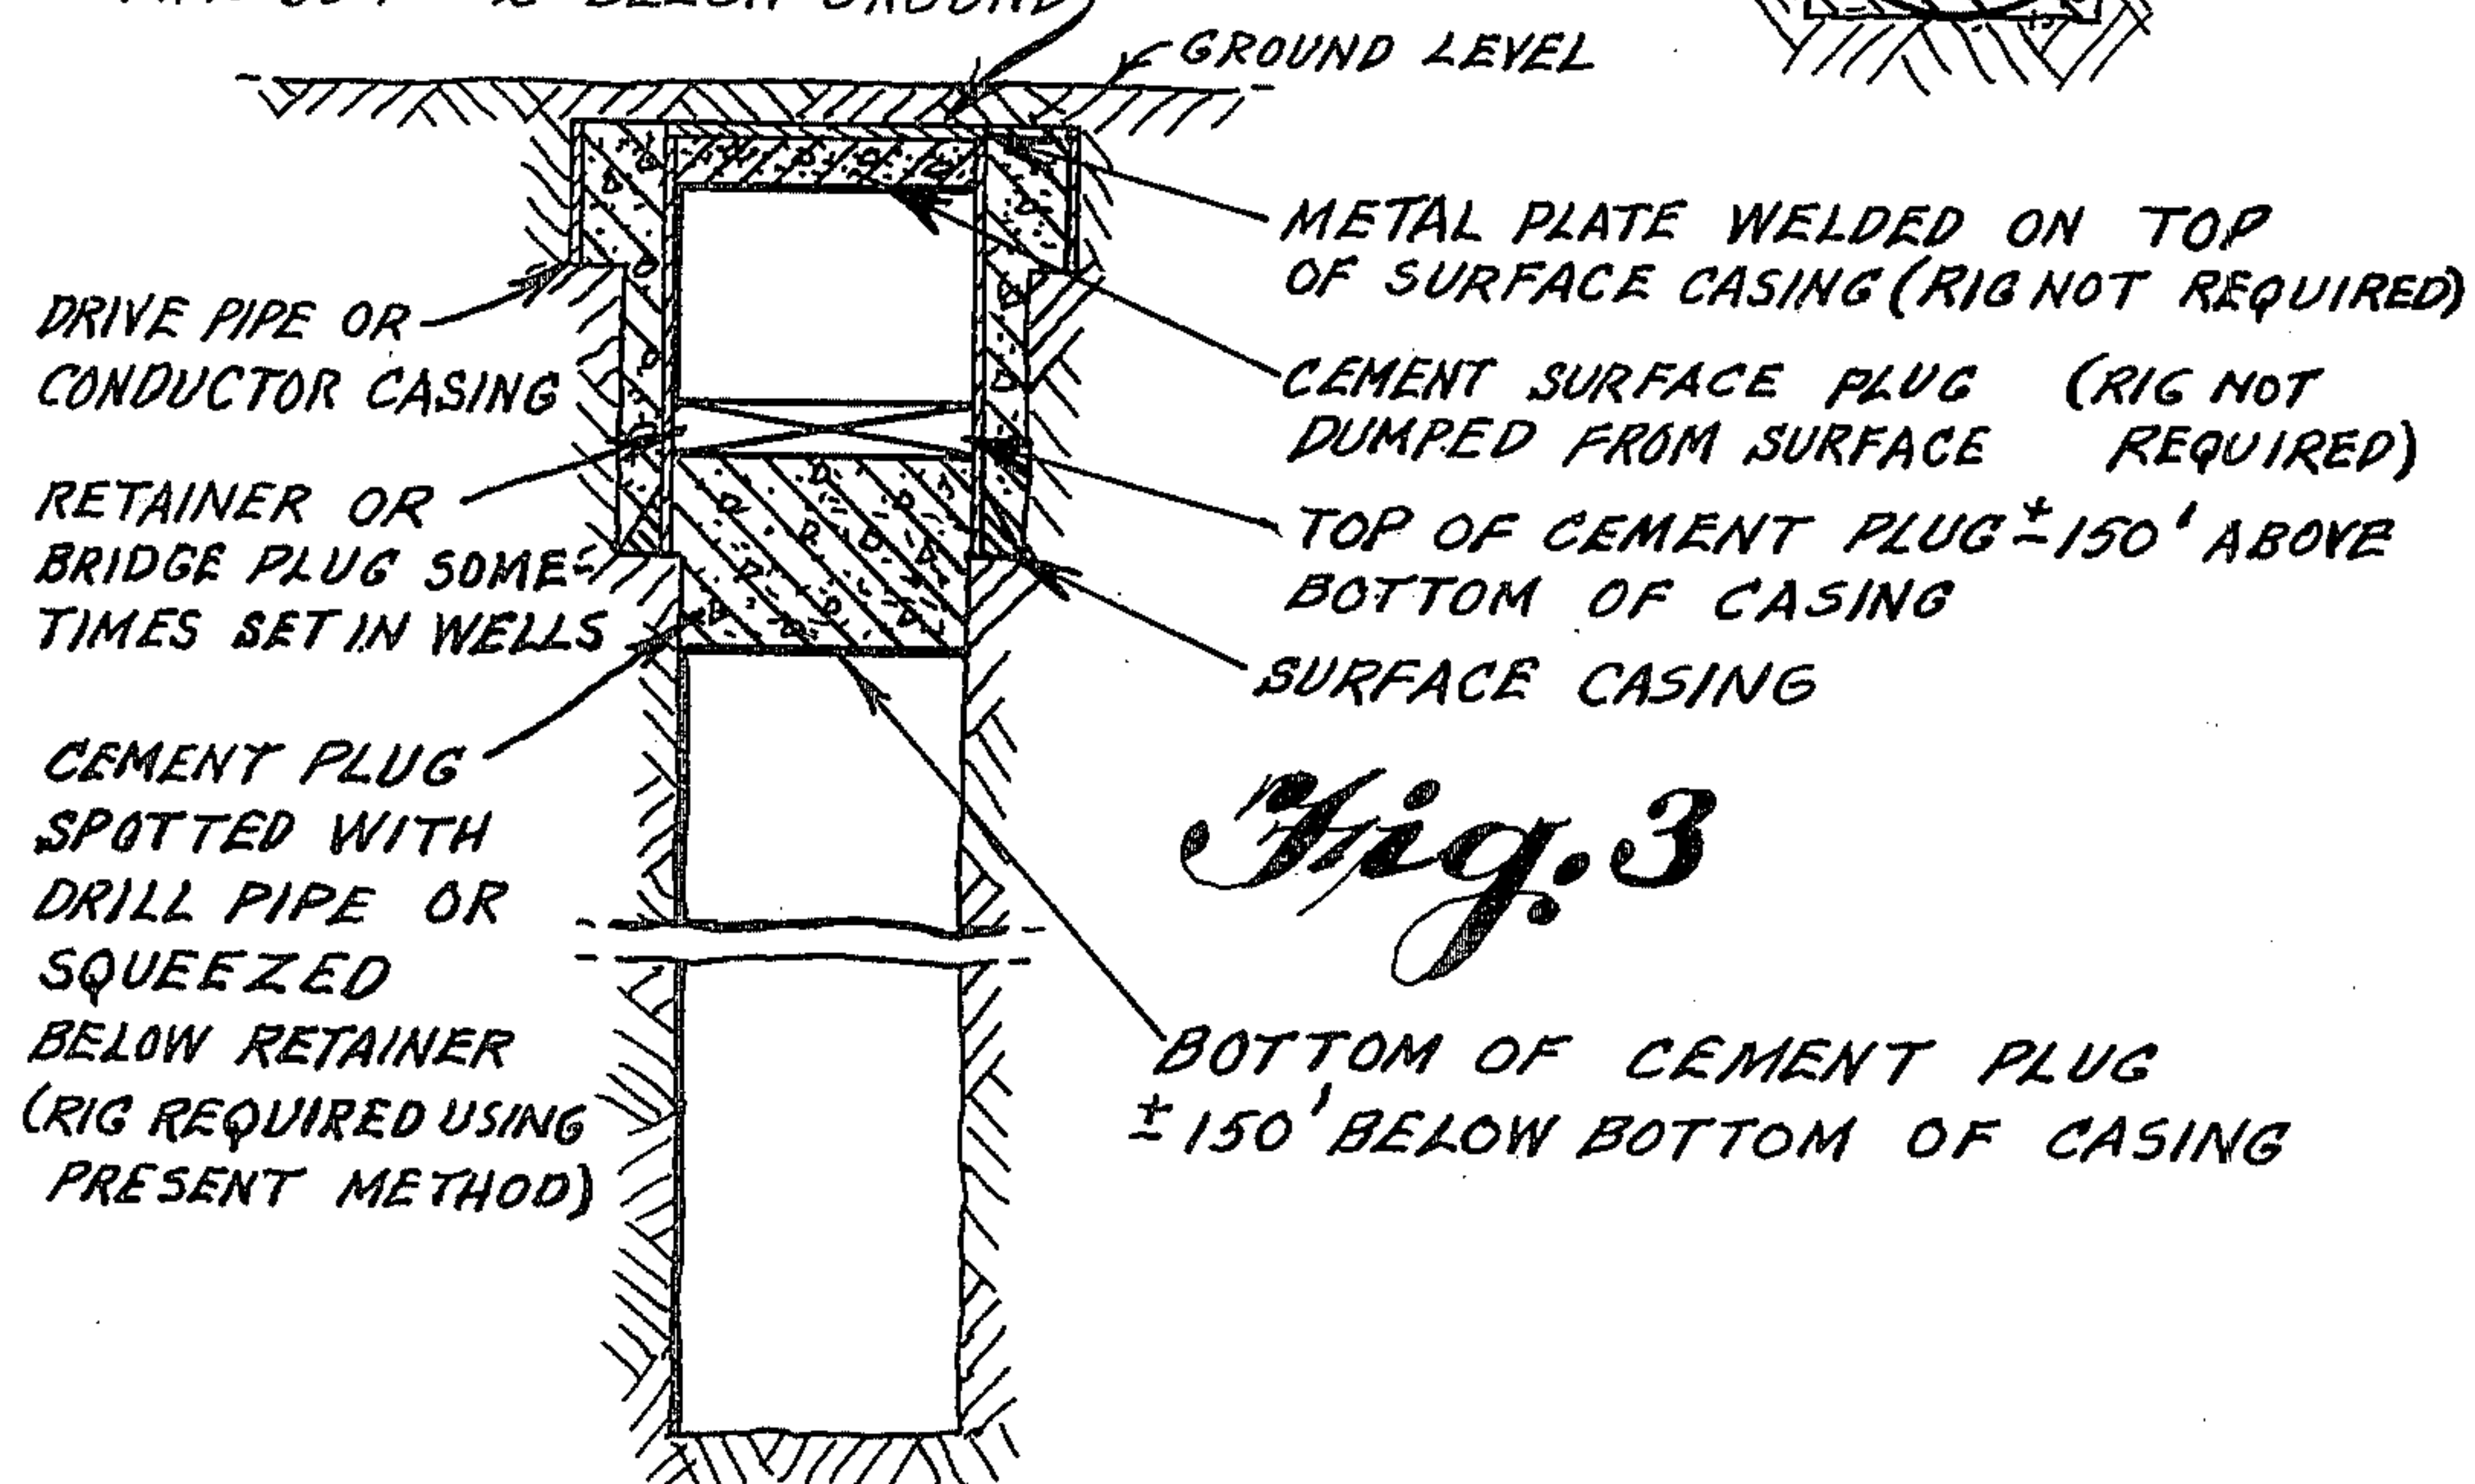 BELOW GROUND
GROUND LEVEL
METAL PLATE WELDED ON TOP
OF SURFACE CASING (RIG NOT REQUIRED)
DRIVE PIPE OR
CONDUCTOR CASING
CEMENT SURFACE PLUG (RIG NOT
DUMPED FROM SURFACE REQUIRED)
RETAINER OR
BRIDGE PLUG SOME-
TIMES SET IN WELLS
TOP OF CEMENT PLUG ± 150' ABOVE
BOTTOM OF CASING
SURFACE CASING
CEMENT PLUG
SPOTTED WITH
DRILL PIPE OR
SQUEEZED
BELOW RETAINER
(RIG REQUIRED USING
PRESENT METHOD)
Fig. 3
BOTTOM OF CEMENT PLUG
± 150' BELOW BOTTOM OF CASING